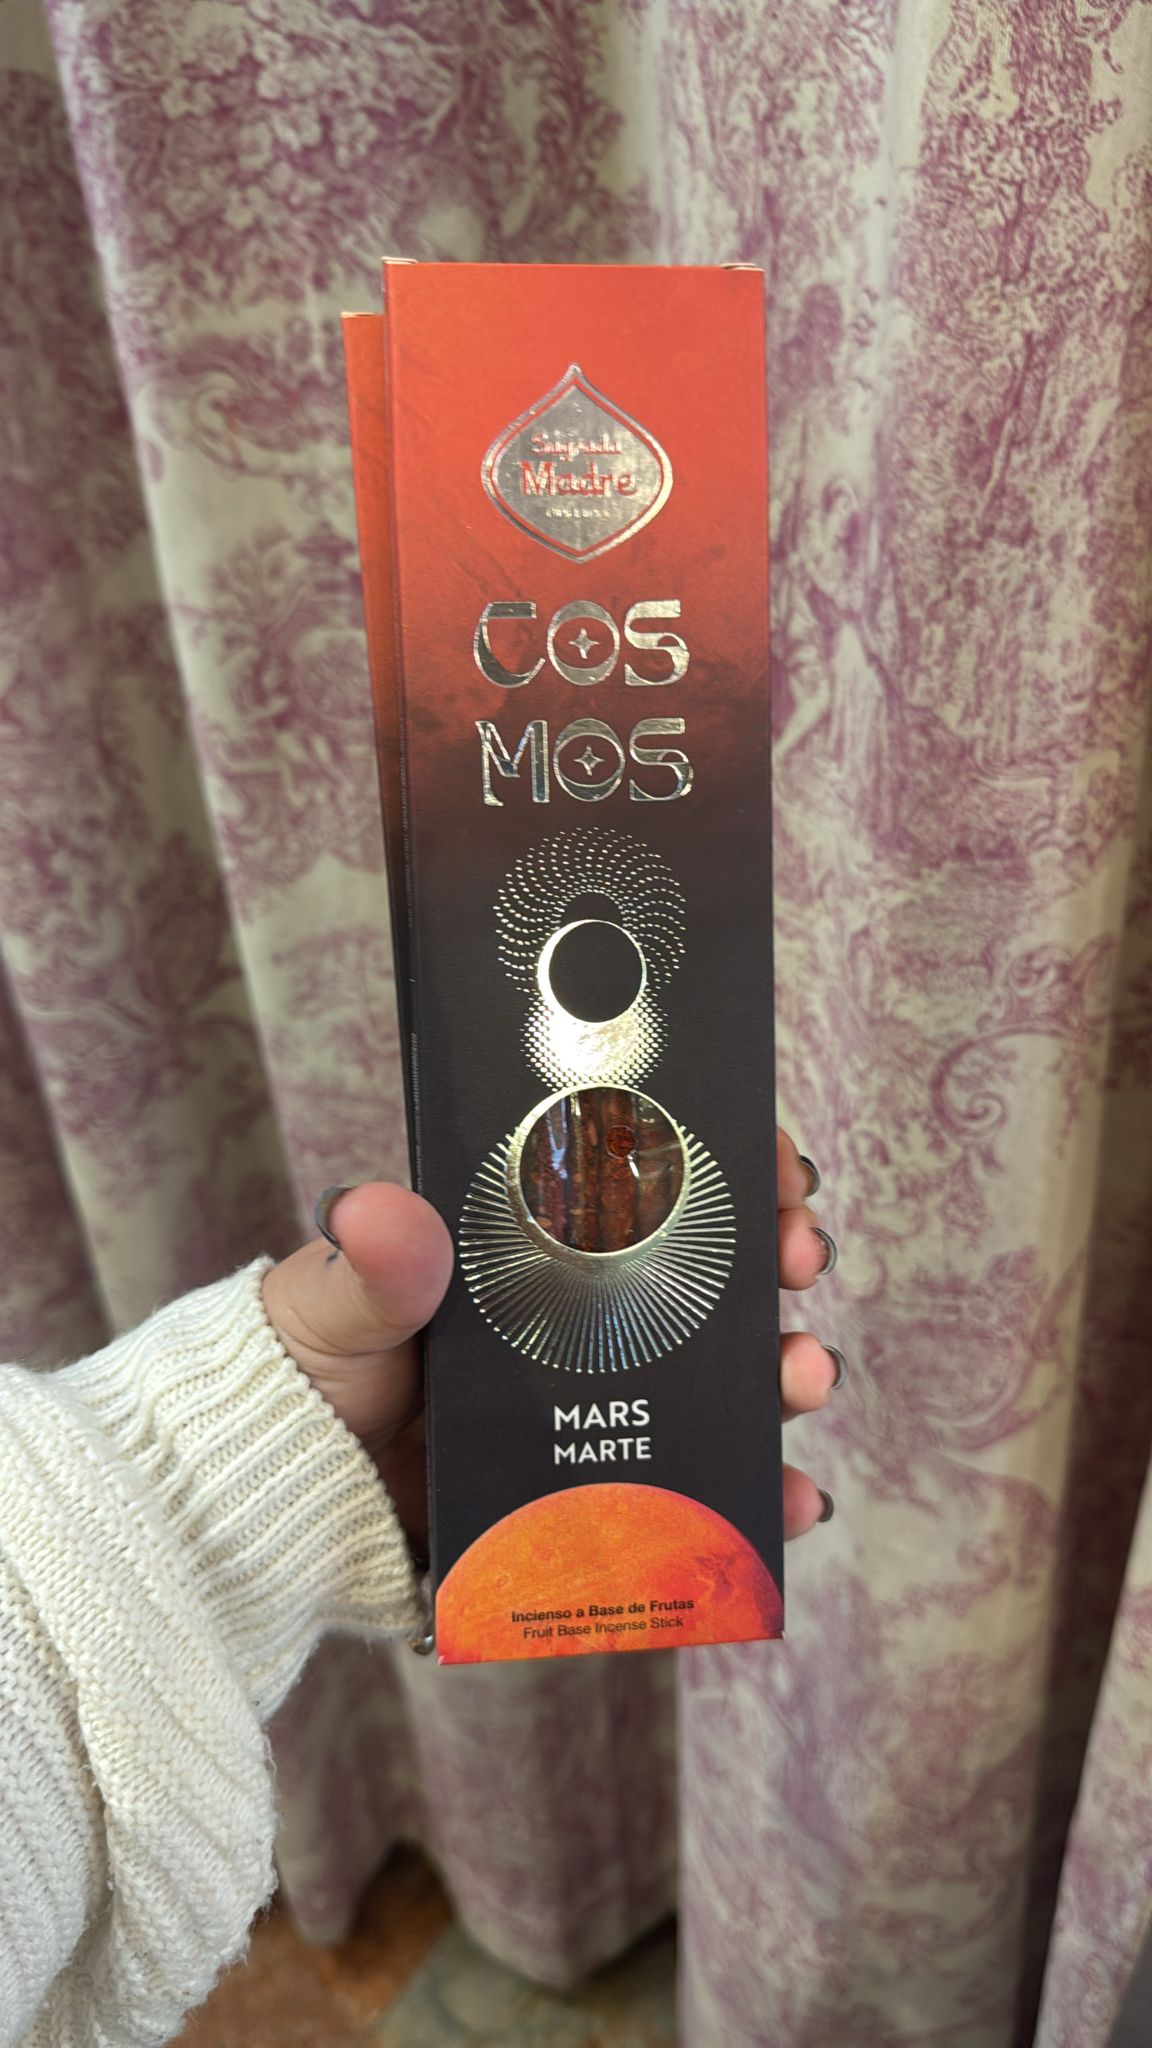 Sagrada
Madre
COS
MOS
MARS
MARTE
Incienso a Base de Frutas
Fruit Base Incense Stick